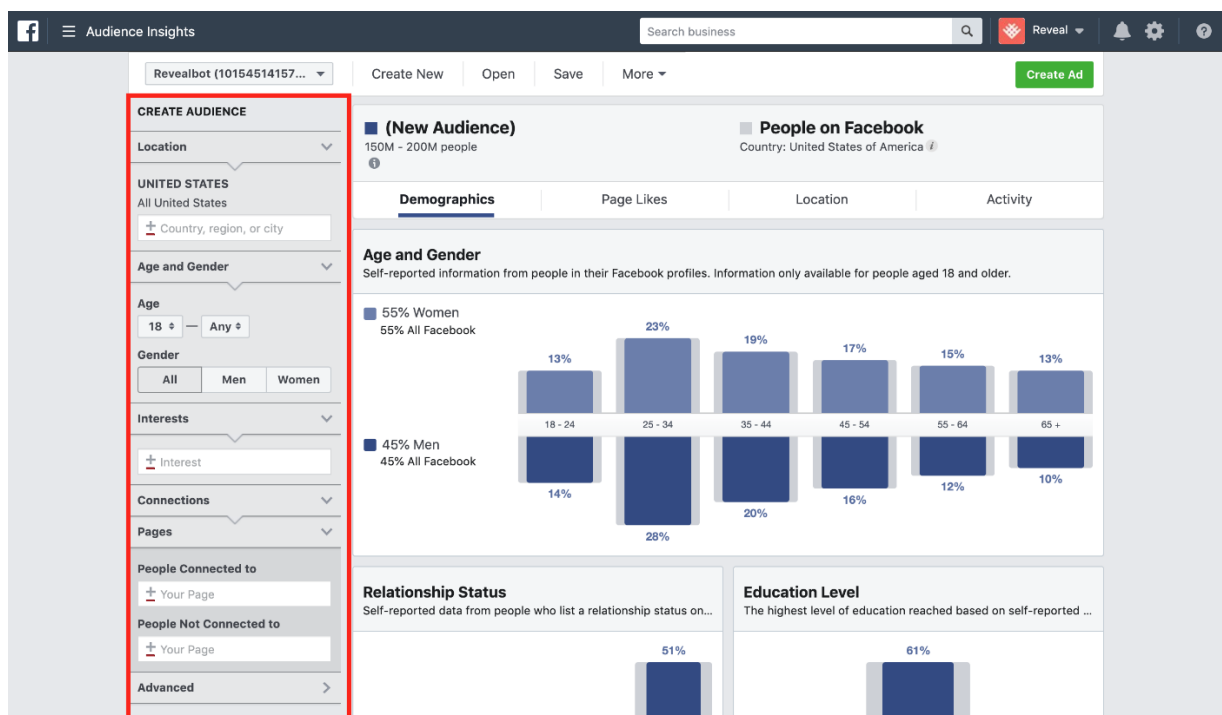 Audience Insights
Search business
Reveal
Revealbot (10154514157...
Create New
Open
Save
More
Create Ad
CREATE AUDIENCE
Location
UNITED STATES
All United States
Country, region, or city
Age and Gender
Age
18 — Any
Gender
All Men Women
Interests
Interest
Connections
Pages
People Connected to
Your Page
People Not Connected to
Your Page
Advanced
(New Audience)
150M - 200M people
People on Facebook
Country: United States of America
Demographics
Page Likes
Location
Activity
Age and Gender
Self-reported information from people in their Facebook profiles. Information only available for people aged 18 and older.
55% Women
55% All Facebook
13% 23% 19% 17% 15% 13%
18 - 24 25 - 34 35 - 44 45 - 54 55 - 64 65 +
45% Men
45% All Facebook
14% 28% 20% 16% 12% 10%
Relationship Status
Self-reported data from people who list a relationship status on...
51%
Education Level
The highest level of education reached based on self-reported ...
61%